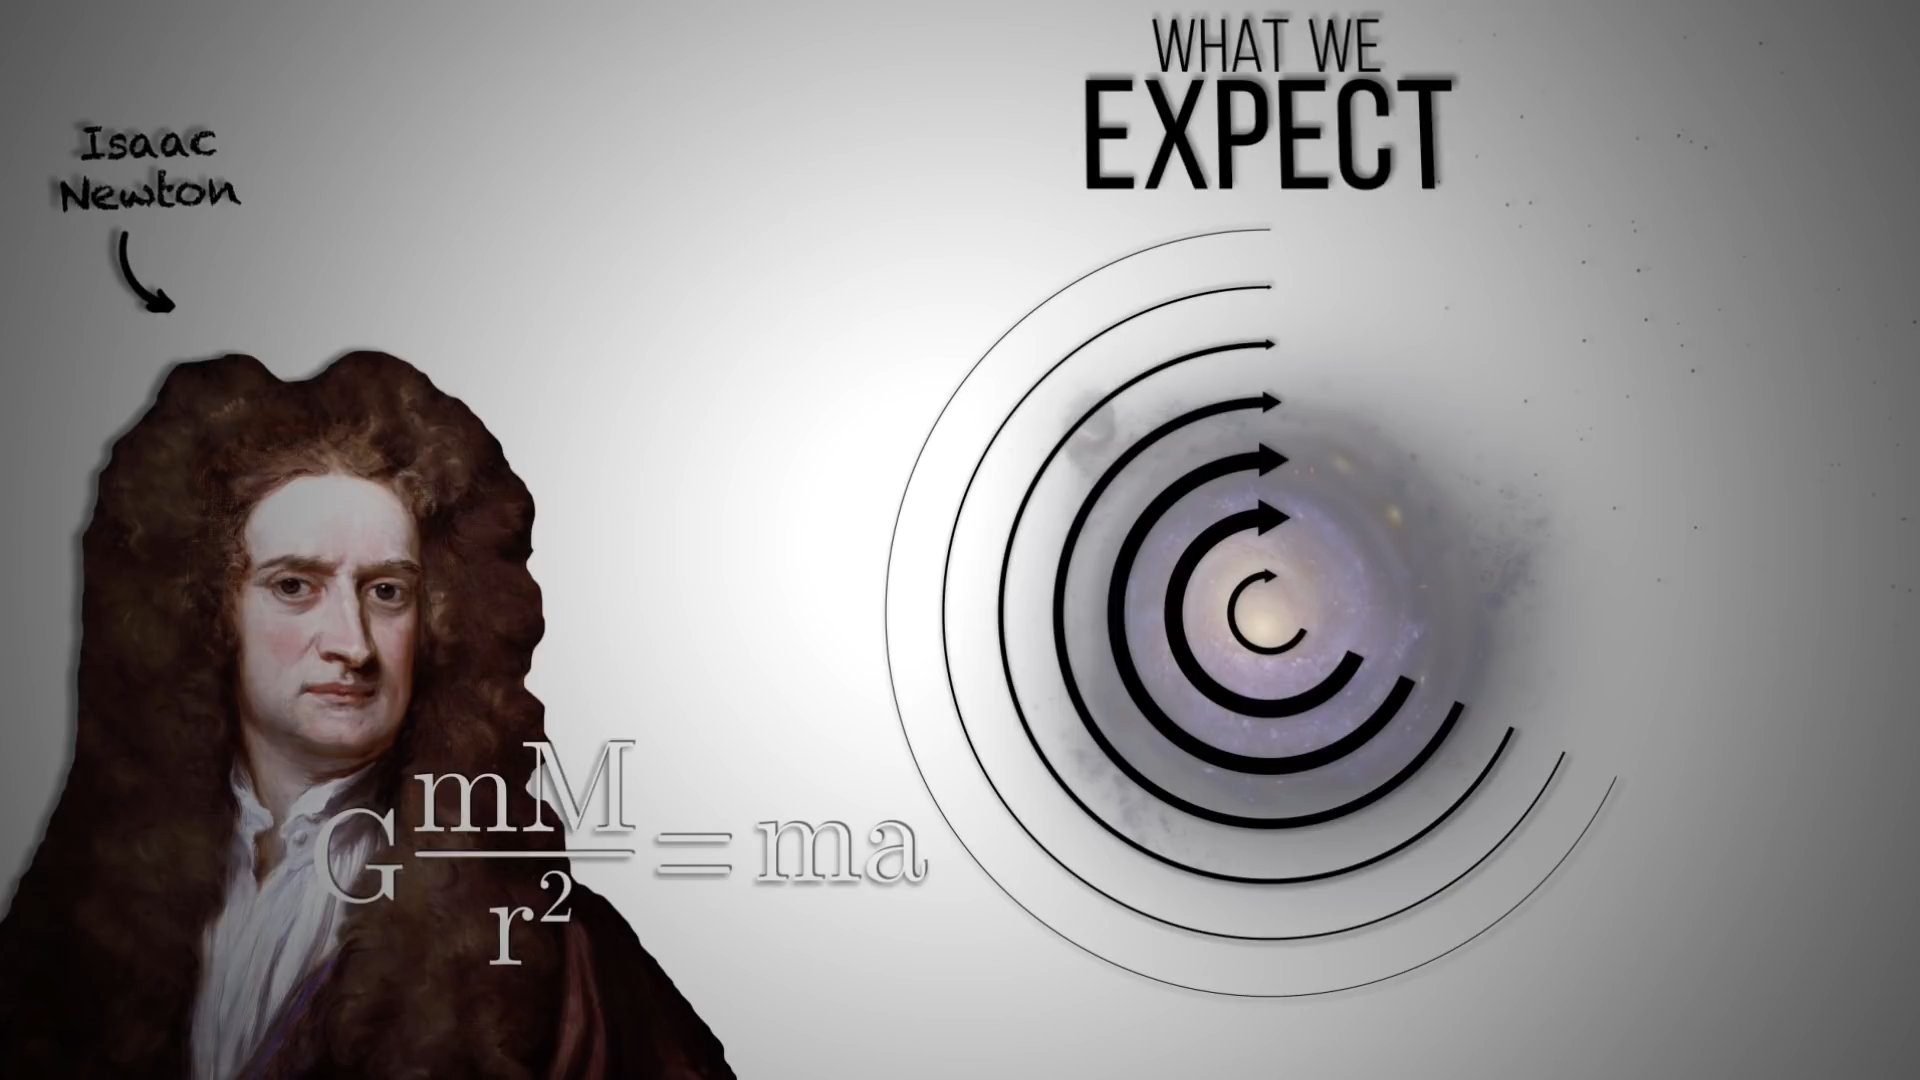 WHAT WE
EXPECT
Isaac
Newton
G mM/r² = ma